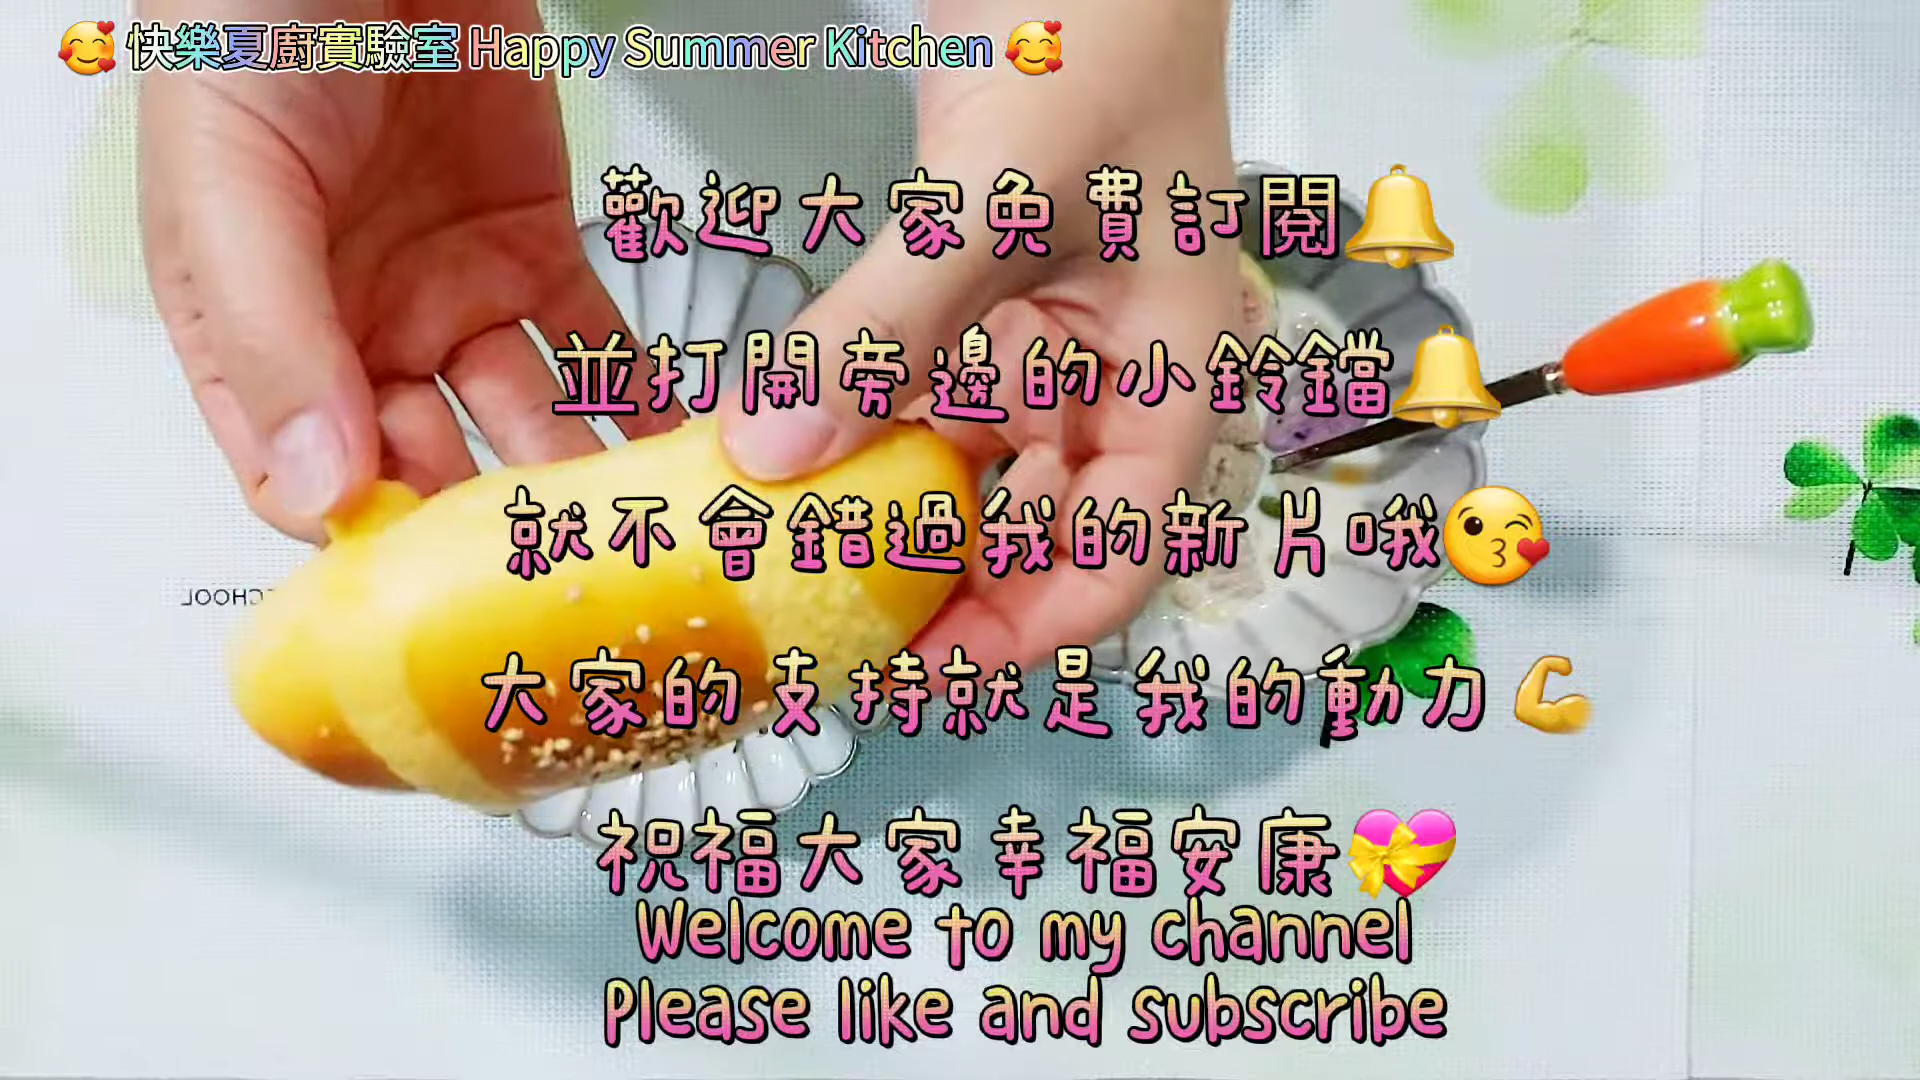 🥰 快樂夏廚實驗室 Happy Summer Kitchen 🥰
歡迎大家免費訂閱🔔
並打開旁邊的小鈴鐺🔔
就不會錯過我的新片哦😘
大家的支持就是我的動力💪
祝福大家幸福安康💝
Welcome to my channel
Please like and subscribe